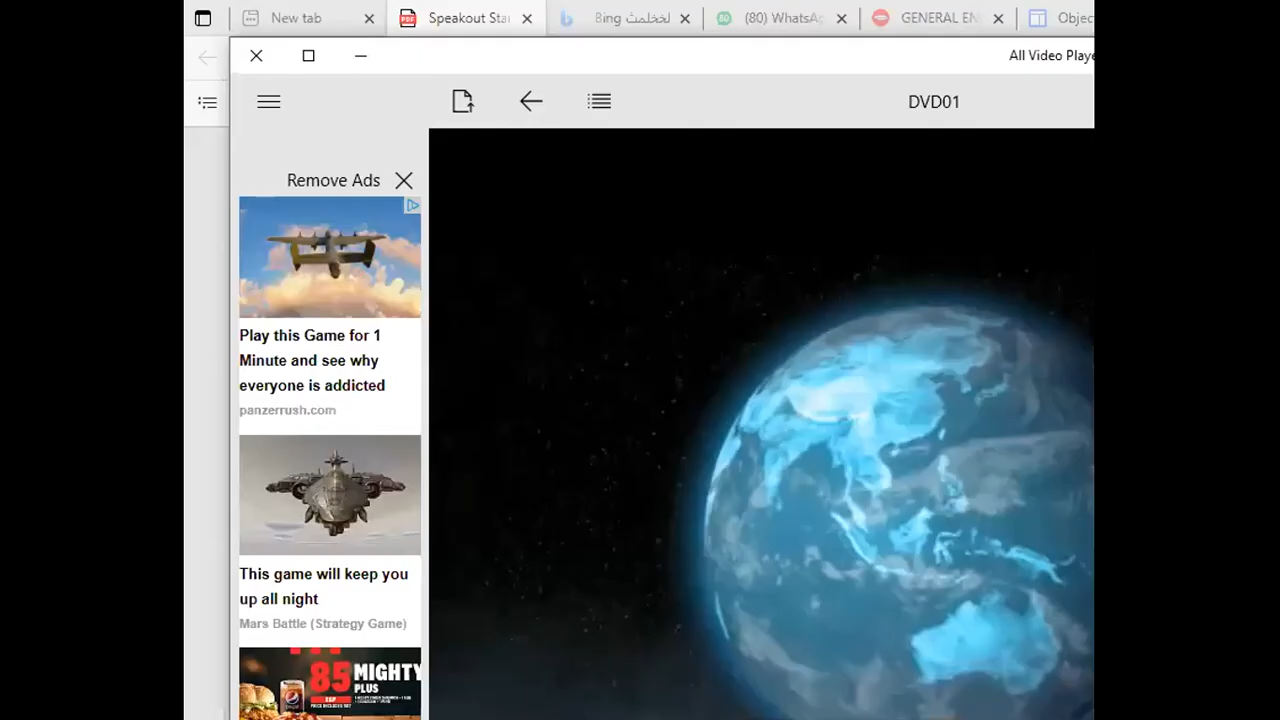 New tab
Speakout Sta
Bing لخخلمث
(80) WhatsA
GENERAL EN
Objec
All Video Playe
DVD01
Remove Ads
Play this Game for 1
Minute and see why
everyone is addicted
panzerrush.com
This game will keep you
up all night
Mars Battle (Strategy Game)
85 MIGHTY
PLUS